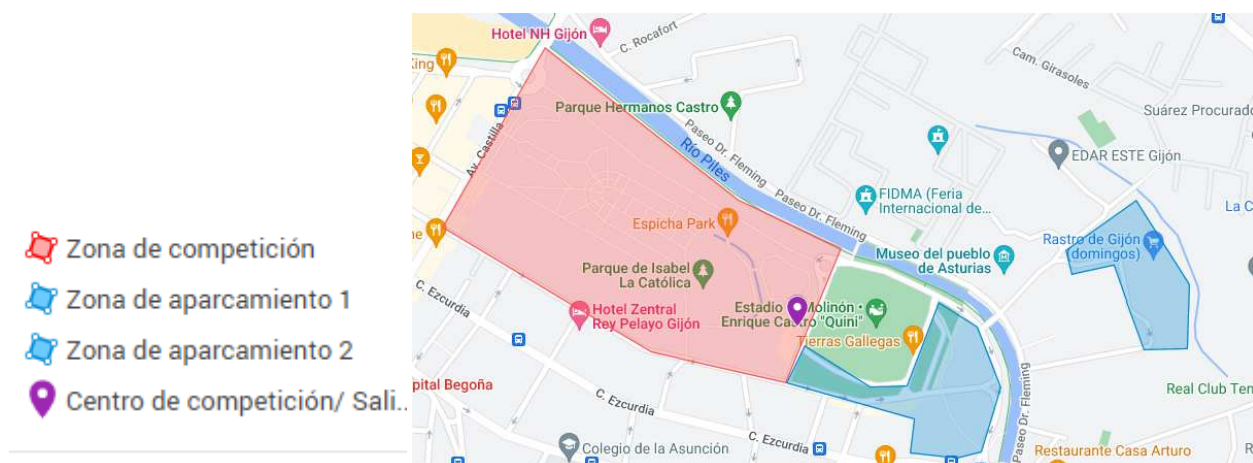 Zona de competición
Zona de aparcamiento 1
Zona de aparcamiento 2
Centro de competición/ Sali..
Hotel NH Gijón
C. Rocafort
Cam. Girasoles
King
Suárez Procurado
Parque Hermanos Castro
Paseo Dr. Fleming
Av. Castilla
Río Piles
EDAR ESTE Gijón
FIDMA (Feria
Internacional de...
Paseo Dr. Fleming
La C
Espicha Park
Museo del pueblo
de Asturias
Rastro de Gijón
(domingos)
Parque de Isabel
La Católica
C. Ezcurdia
Hotel Zentral
Rey Pelayo Gijón
Estadio
Molinón •
Enrique Castro "Quini"
Tierras Gallegas
pital Begoña
C. Ezcurdia
Real Club Ten
Paseo Dr. Fleming
Colegio de la Asunción
C. Ezcurdia
Restaurante Casa Arturo